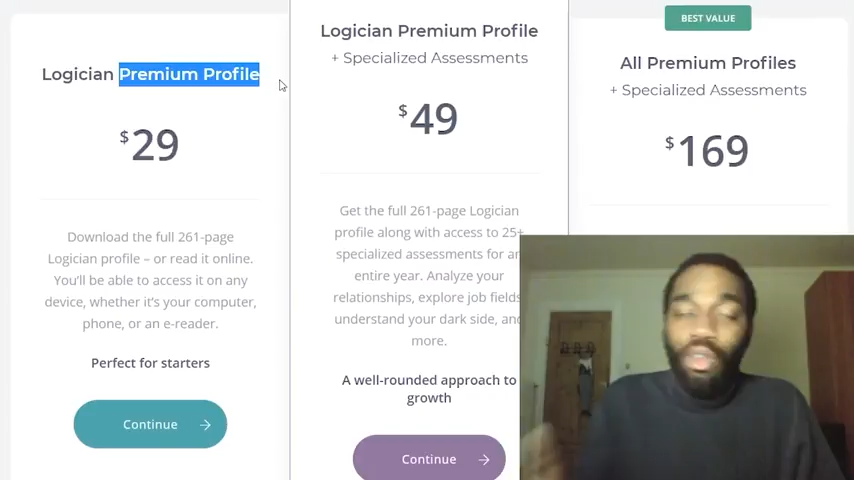 Logician Premium Profile
$29
Download the full 261-page
Logician profile – or read it online.
You'll be able to access it on any
device, whether it's your computer,
phone, or an e-reader.
Perfect for starters
Continue
Logician Premium Profile
+ Specialized Assessments
$49
Get the full 261-page Logician
profile along with access to 25+
specialized assessments for an
entire year. Analyze your
relationships, explore job fields,
understand your dark side, and
more.
A well-rounded approach to
growth
Continue
BEST VALUE
All Premium Profiles
+ Specialized Assessments
$169